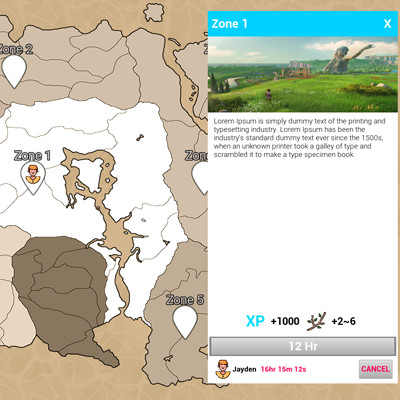 Zone 2
Zone 1
Zone 5
Zone 1 X
Lorem Ipsum is simply dummy text of the printing and
typesetting industry. Lorem Ipsum has been the
industry's standard dummy text ever since the 1500s,
when an unknown printer took a galley of type and
scrambled it to make a type specimen book.
XP +1000 +2~6
12 Hr
Jayden 16hr 15m 12s CANCEL